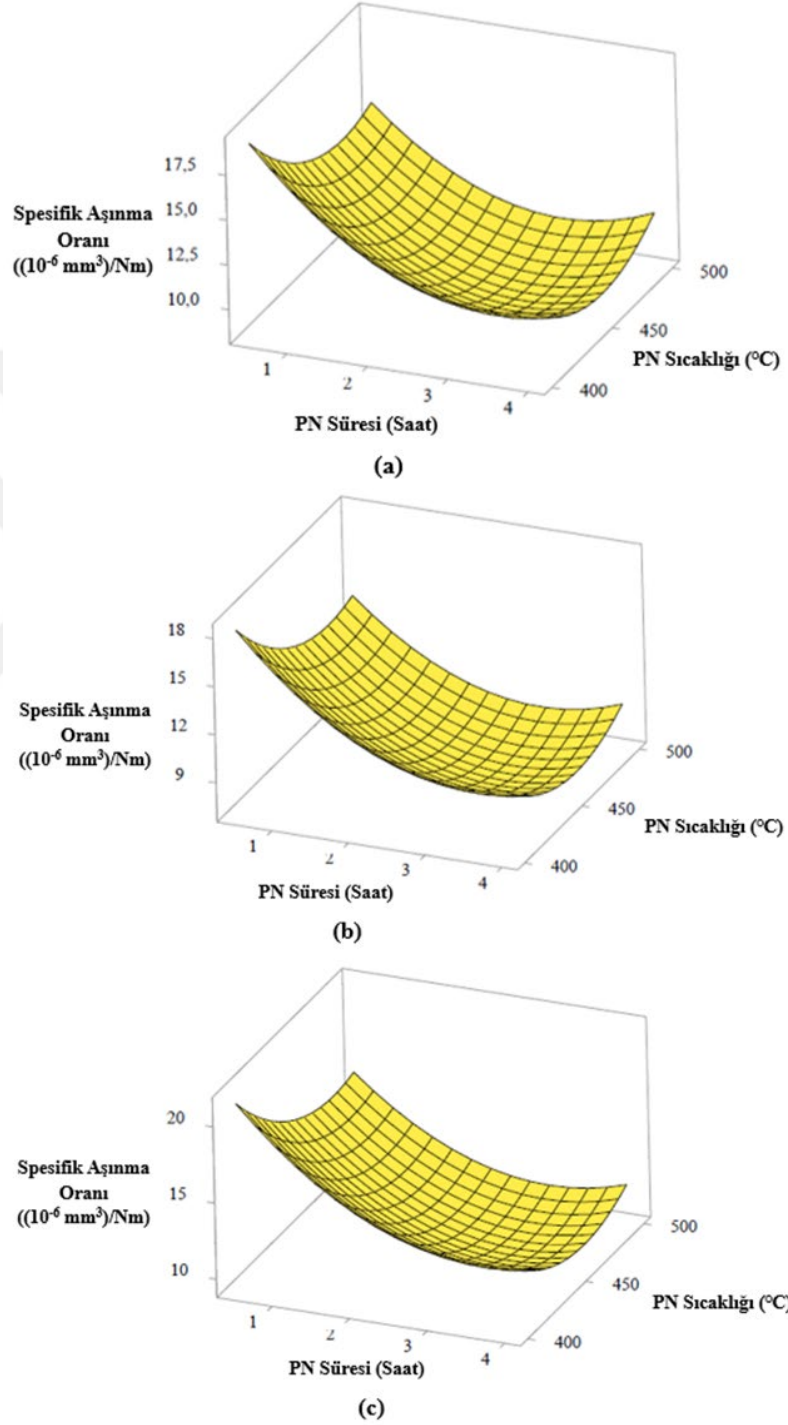 17,5
Spesifik Aşınma
Oranı
((10⁻⁶ mm³)/Nm)
15,0
12,5
10,0
500
450
PN Sıcaklığı (°C)
400
1
2
3
4
PN Süresi (Saat)
(a)
18
15
Spesifik Aşınma
Oranı
((10⁻⁶ mm³)/Nm)
12
9
500
450
PN Sıcaklığı (°C)
400
1
2
3
4
PN Süresi (Saat)
(b)
20
Spesifik Aşınma
Oranı
((10⁻⁶ mm³)/Nm)
15
10
500
450
PN Sıcaklığı (°C)
400
1
2
3
4
PN Süresi (Saat)
(c)